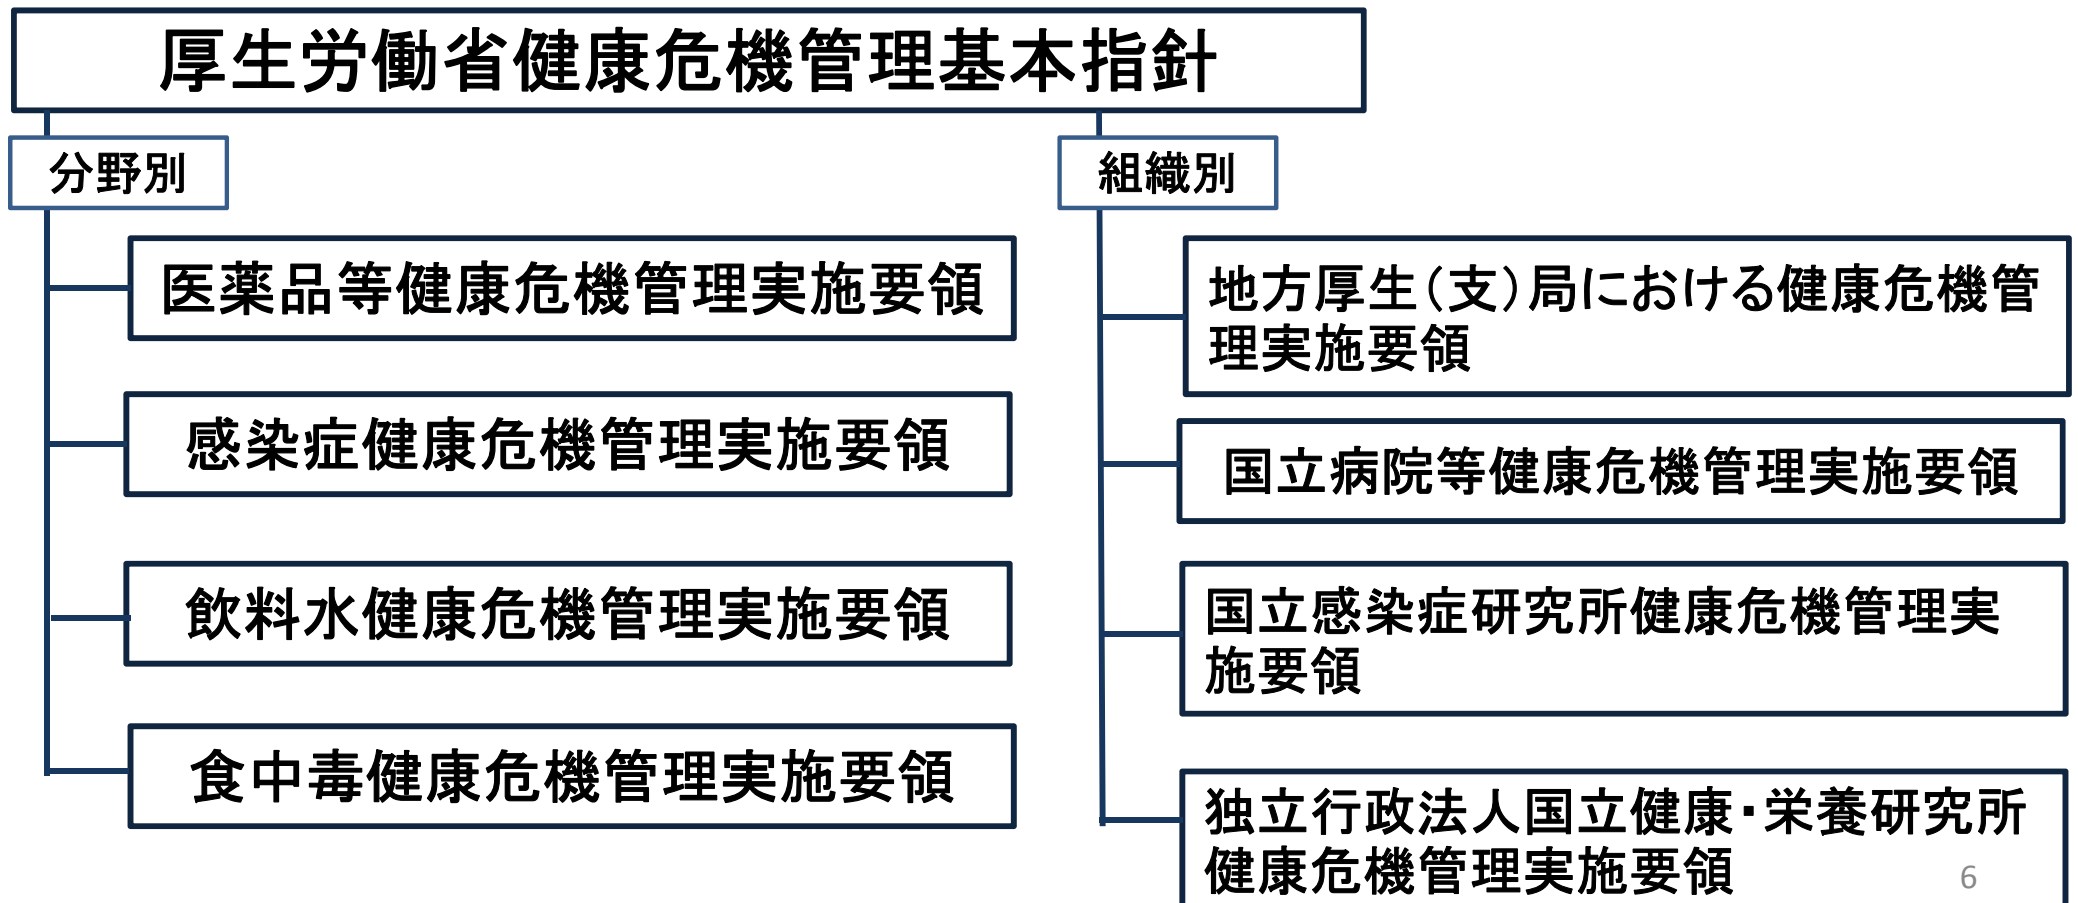 厚生労働省健康危機管理基本指針
分野別
医薬品等健康危機管理実施要領
感染症健康危機管理実施要領
飲料水健康危機管理実施要領
食中毒健康危機管理実施要領
組織別
地方厚生（支）局における健康危機管
理実施要領
国立病院等健康危機管理実施要領
国立感染症研究所健康危機管理実
施要領
独立行政法人国立健康・栄養研究所
健康危機管理実施要領
6